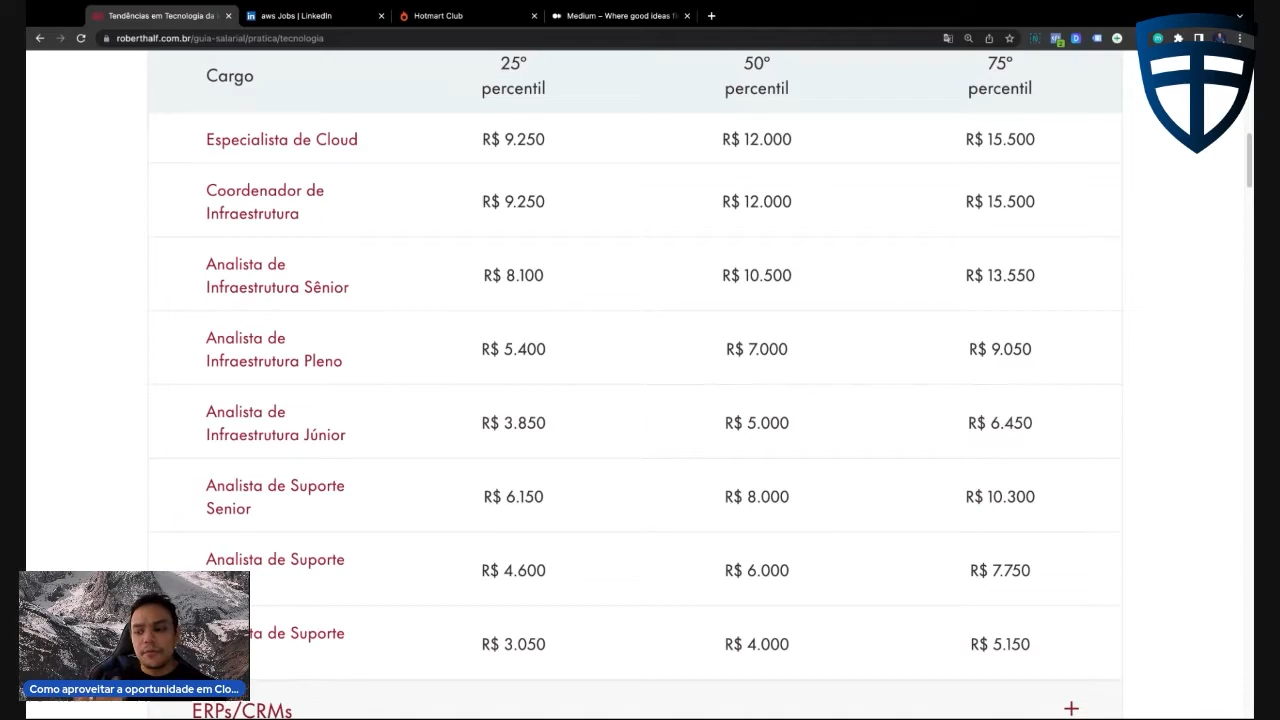 Tendências em Tecnologia da
aws Jobs | LinkedIn
Hotmart Club
Medium – Where good ideas fi
roberthalf.com.br/guia-salarial/pratica/tecnologia
Cargo
25º percentil
50º percentil
75º percentil
Especialista de Cloud
R$ 9.250
R$ 12.000
R$ 15.500
Coordenador de
Infraestrutura
R$ 9.250
R$ 12.000
R$ 15.500
Analista de
Infraestrutura Sênior
R$ 8.100
R$ 10.500
R$ 13.550
Analista de
Infraestrutura Pleno
R$ 5.400
R$ 7.000
R$ 9.050
Analista de
Infraestrutura Júnior
R$ 3.850
R$ 5.000
R$ 6.450
Analista de Suporte
Senior
R$ 6.150
R$ 8.000
R$ 10.300
Analista de Suporte
R$ 4.600
R$ 6.000
R$ 7.750
ta de Suporte
R$ 3.050
R$ 4.000
R$ 5.150
ERPs/CRMs
+
Como aproveitar a oportunidade em Clo...